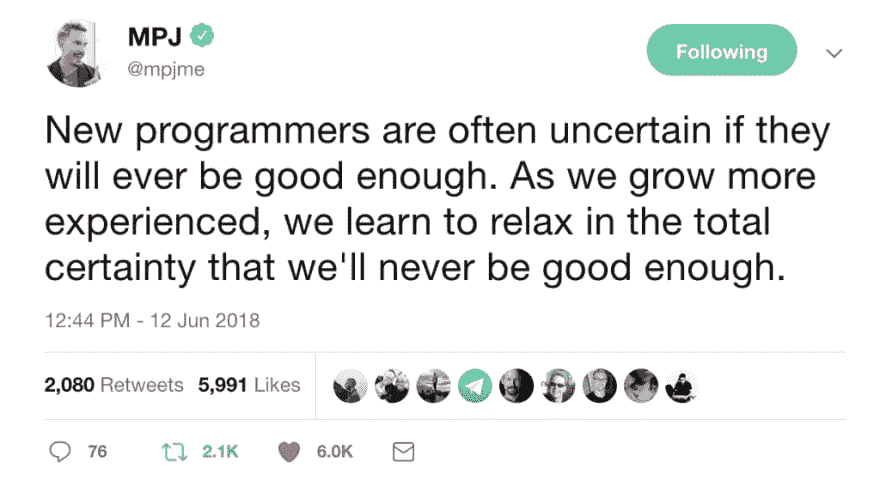 MPJ
@mpjme
Following
New programmers are often uncertain if they
will ever be good enough. As we grow more
experienced, we learn to relax in the total
certainty that we'll never be good enough.
12:44 PM - 12 Jun 2018
2,080 Retweets 5,991 Likes
76 2.1K 6.0K